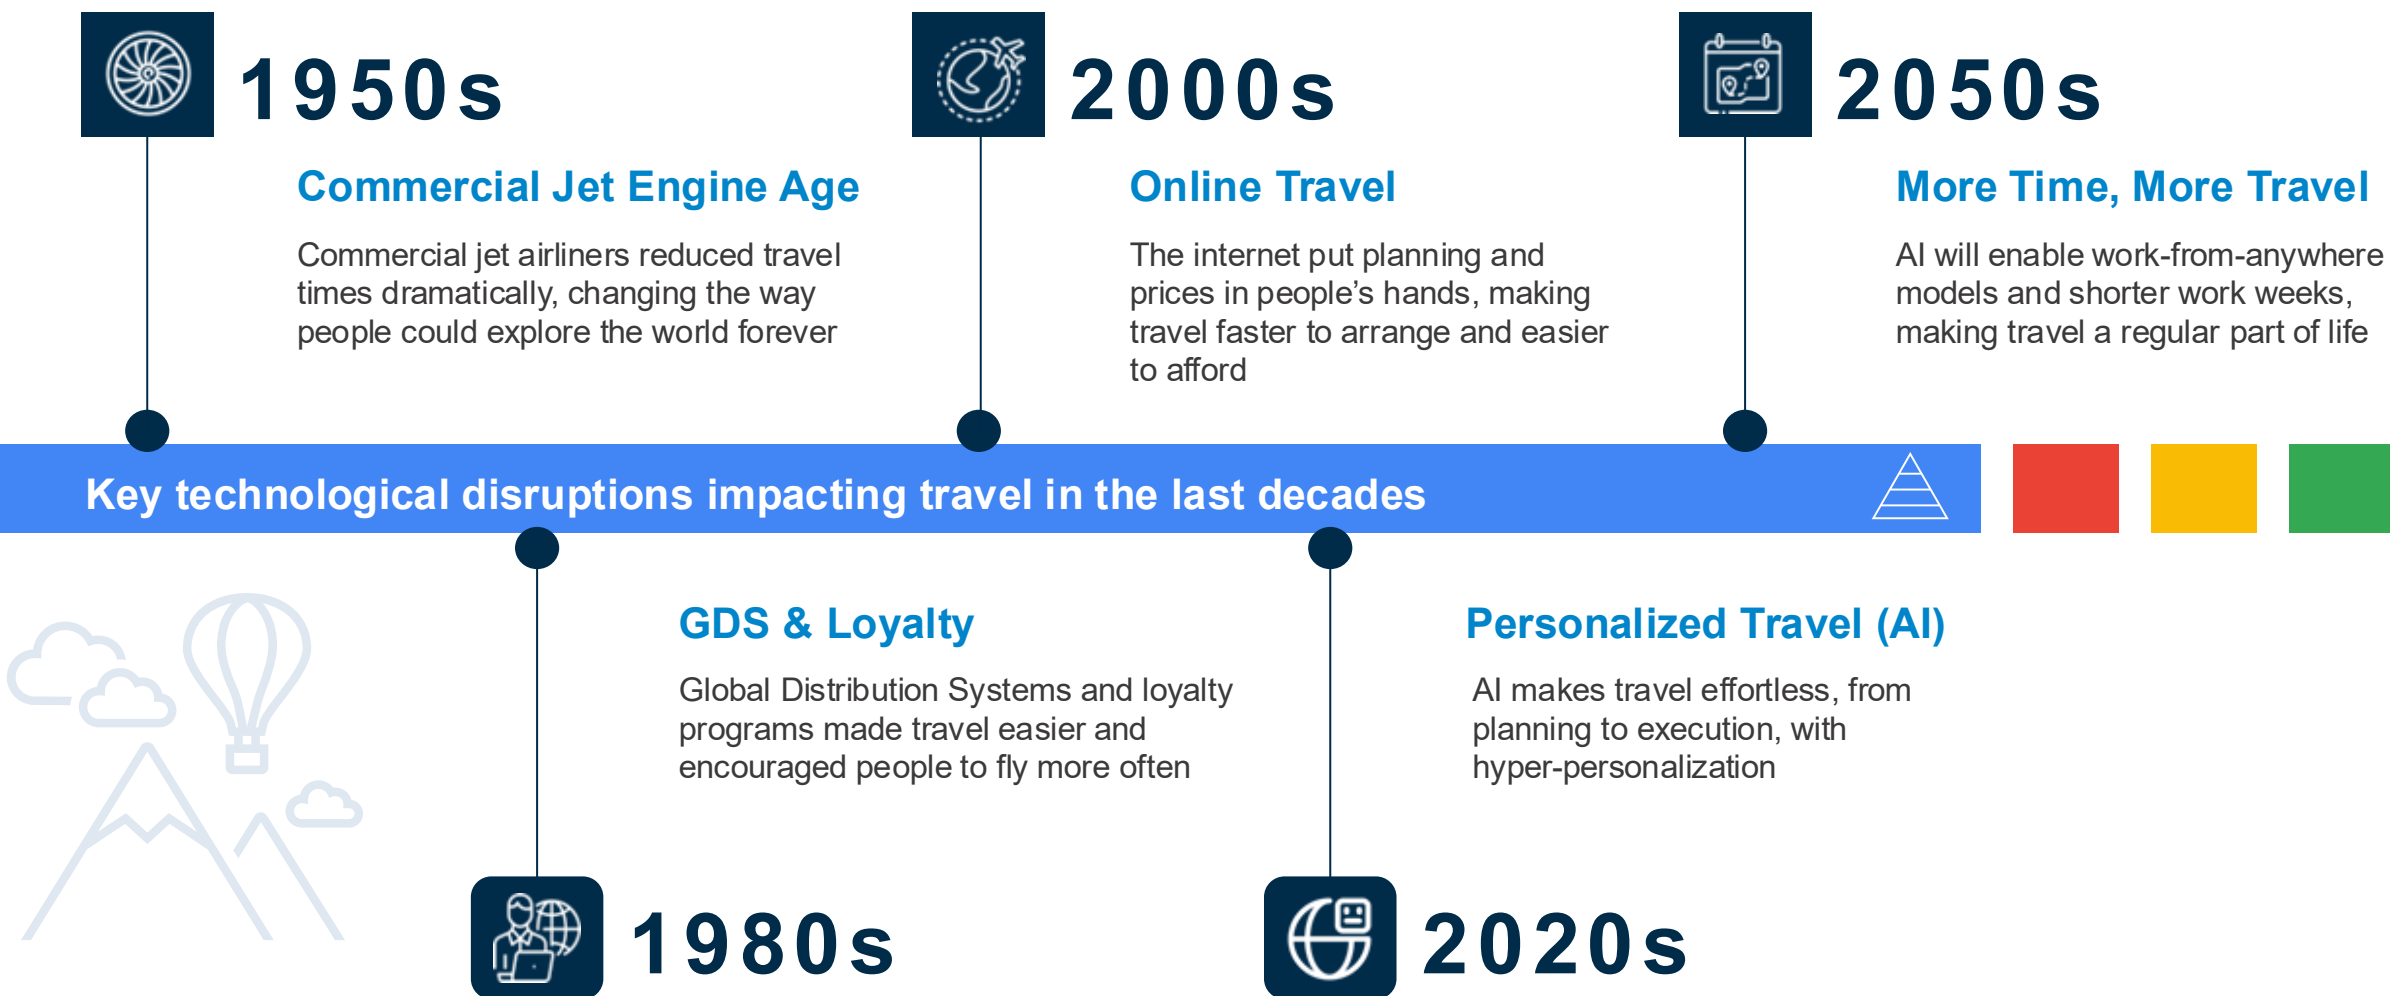 1950s
Commercial Jet Engine Age
Commercial jet airliners reduced travel
times dramatically, changing the way
people could explore the world forever
2000s
Online Travel
The internet put planning and
prices in people’s hands, making
travel faster to arrange and easier
to afford
2050s
More Time, More Travel
AI will enable work-from-anywhere
models and shorter work weeks,
making travel a regular part of life
Key technological disruptions impacting travel in the last decades
GDS & Loyalty
Global Distribution Systems and loyalty
programs made travel easier and
encouraged people to fly more often
1980s
Personalized Travel (AI)
AI makes travel effortless, from
planning to execution, with
hyper-personalization
2020s